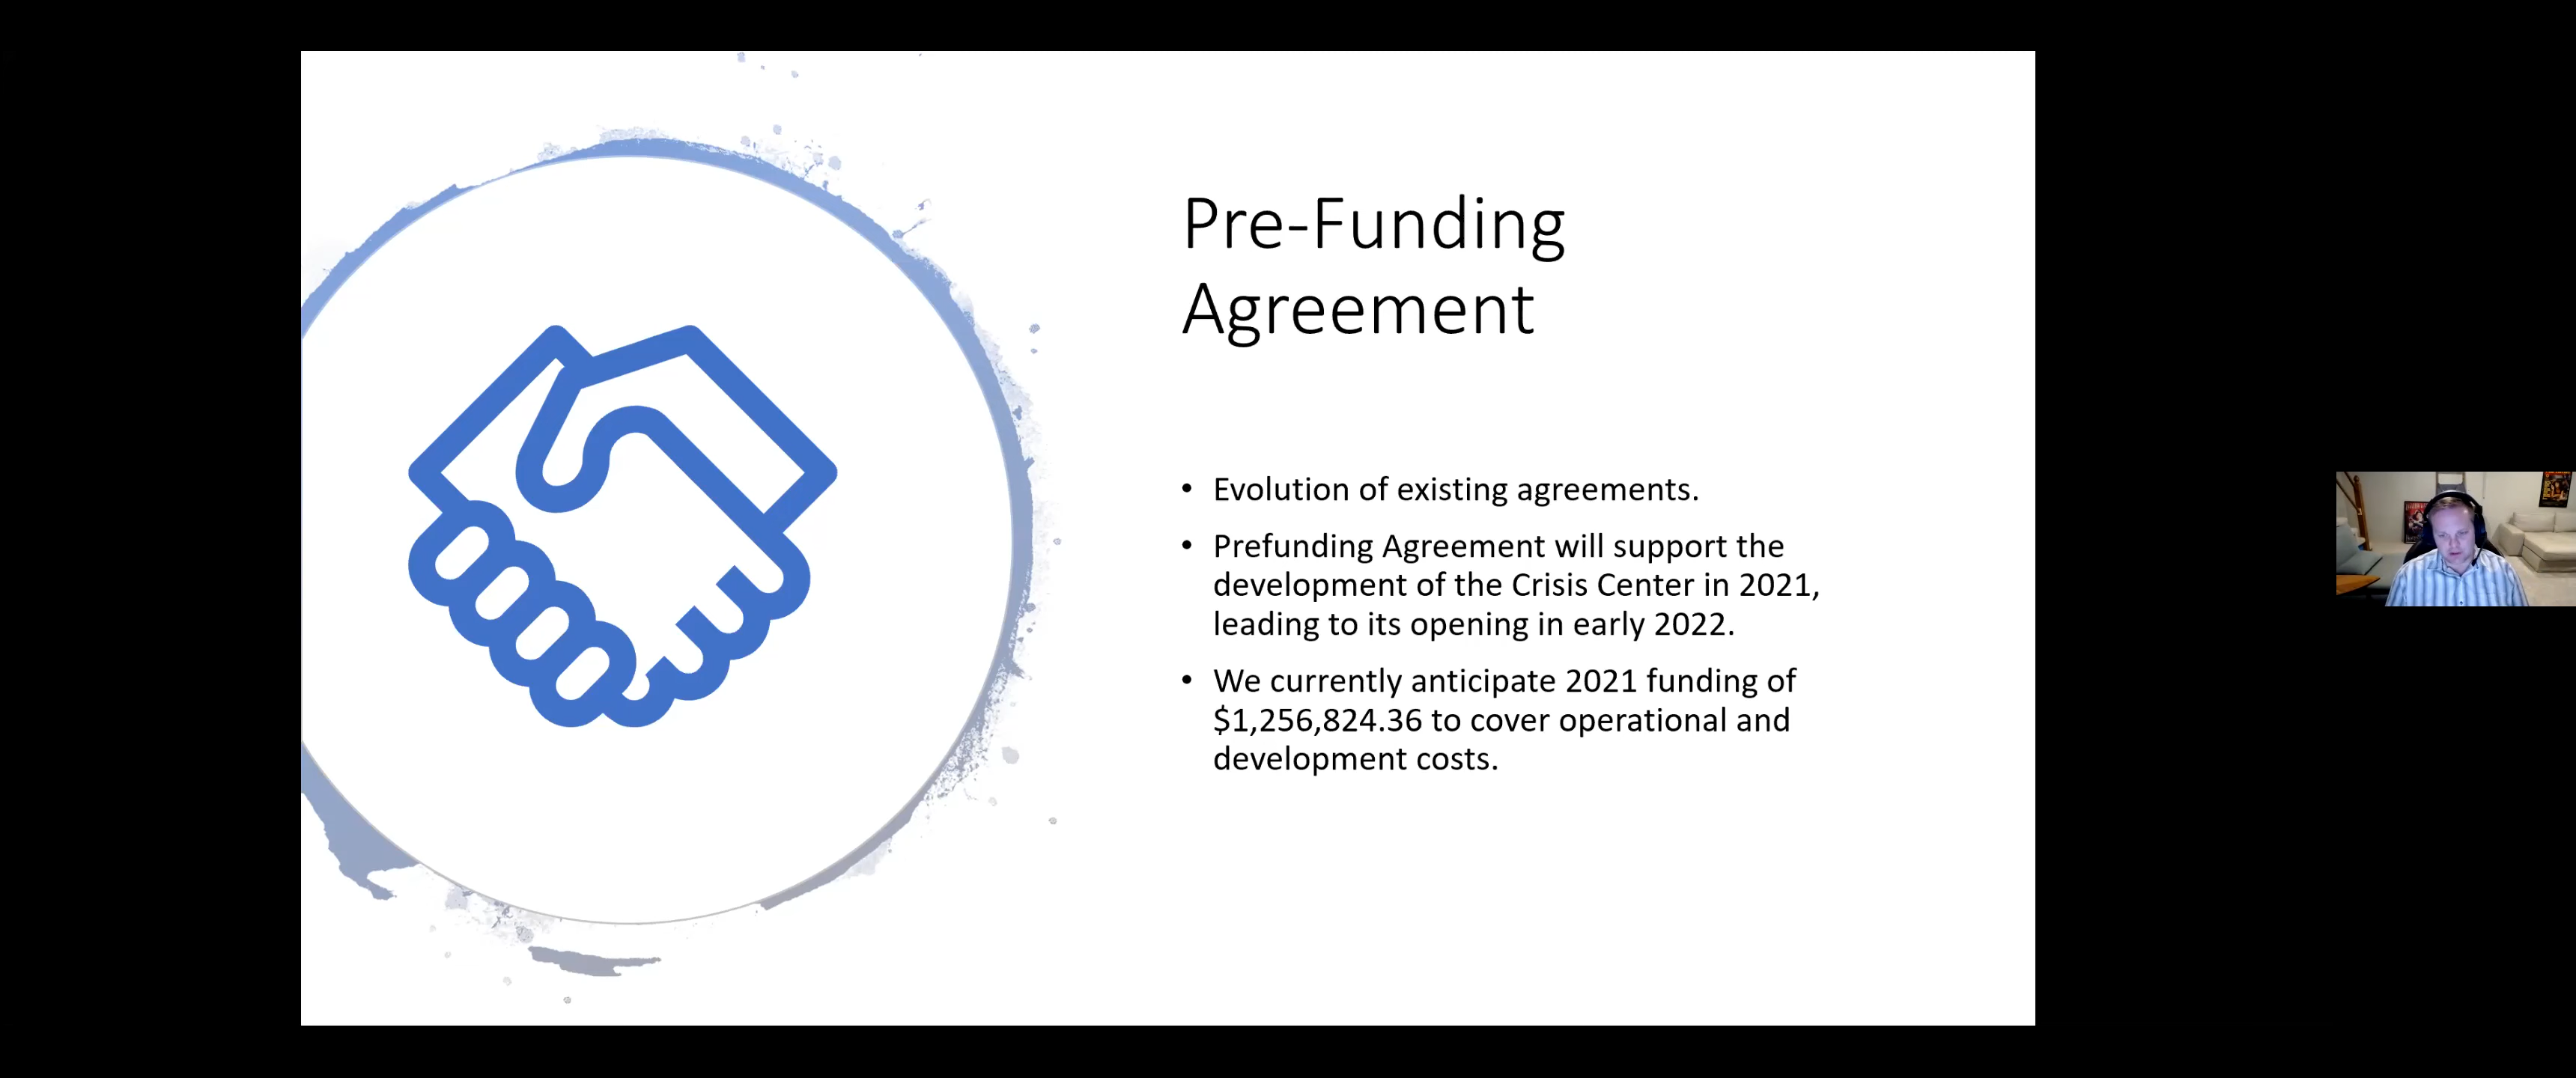 Pre-Funding
Agreement
• Evolution of existing agreements.
• Prefunding Agreement will support the
development of the Crisis Center in 2021,
leading to its opening in early 2022.
• We currently anticipate 2021 funding of
$1,256,824.36 to cover operational and
development costs.